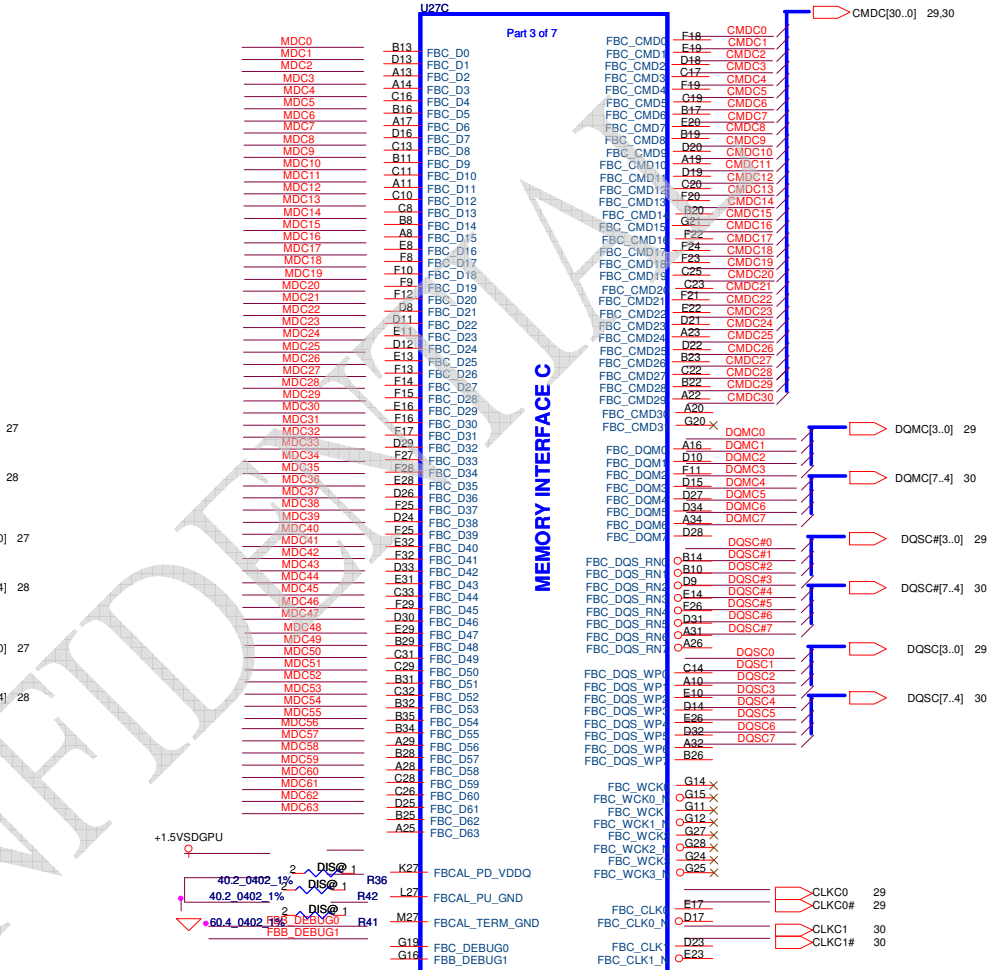 U27C
Part 3 of 7
MEMORY INTERFACE C
CONFIDENTIAL
MDC0 B13 FBC_D0
MDC1 D13 FBC_D1
MDC2 A13 FBC_D2
MDC3 A14 FBC_D3
MDC4 C16 FBC_D4
MDC5 B16 FBC_D5
MDC6 A17 FBC_D6
MDC7 D16 FBC_D7
MDC8 C13 FBC_D8
MDC9 B11 FBC_D9
MDC10 C11 FBC_D10
MDC11 A11 FBC_D11
MDC12 C10 FBC_D12
MDC13 C8 FBC_D13
MDC14 B8 FBC_D14
MDC15 A8 FBC_D15
MDC16 E8 FBC_D16
MDC17 F8 FBC_D17
MDC18 F10 FBC_D18
MDC19 F9 FBC_D19
MDC20 F12 FBC_D20
MDC21 D8 FBC_D21
MDC22 D11 FBC_D22
MDC23 E11 FBC_D23
MDC24 D12 FBC_D24
MDC25 E13 FBC_D25
MDC26 F13 FBC_D26
MDC27 F14 FBC_D27
MDC28 F15 FBC_D28
MDC29 E16 FBC_D29
MDC30 F16 FBC_D30
MDC31 F17 FBC_D31
MDC32 D29 FBC_D32
MDC33 F27 FBC_D33
MDC34 F28 FBC_D34
MDC35 E28 FBC_D35
MDC36 D26 FBC_D36
MDC37 F25 FBC_D37
MDC38 D24 FBC_D38
MDC39 E25 FBC_D39
MDC40 E32 FBC_D40
MDC41 F32 FBC_D41
MDC42 D33 FBC_D42
MDC43 E31 FBC_D43
MDC44 C33 FBC_D44
MDC45 F29 FBC_D45
MDC46 D30 FBC_D46
MDC47 E29 FBC_D47
MDC48 B29 FBC_D48
MDC49 C31 FBC_D49
MDC50 C29 FBC_D50
MDC51 B31 FBC_D51
MDC52 C32 FBC_D52
MDC53 B32 FBC_D53
MDC54 B35 FBC_D54
MDC55 B34 FBC_D55
MDC56 A29 FBC_D56
MDC57 B28 FBC_D57
MDC58 A28 FBC_D58
MDC59 C28 FBC_D59
MDC60 C26 FBC_D60
MDC61 D25 FBC_D61
MDC62 B25 FBC_D62
MDC63 A25 FBC_D63
27
28
0] 27
4] 28
0] 27
4] 28
+1.5VSDGPU
2 DIS@ 1 K27 FBCAL_PD_VDDQ
40.2_0402_1% R36
2 DIS@ 1 L27 FBCAL_PU_GND
40.2_0402_1% R42
2 DIS@ 1 M27 FBCAL_TERM_GND
60.4_0402_1% R41
FBB_DEBUG0 G19 FBC_DEBUG0
FBB_DEBUG1 G16 FBB_DEBUG1
FBC_CMD0 F18 CMDC0
FBC_CMD1 E19 CMDC1
FBC_CMD2 D18 CMDC2
FBC_CMD3 C17 CMDC3
FBC_CMD4 F19 CMDC4
FBC_CMD5 C19 CMDC5
FBC_CMD6 B17 CMDC6
FBC_CMD7 E20 CMDC7
FBC_CMD8 B19 CMDC8
FBC_CMD9 D20 CMDC9
FBC_CMD10 A19 CMDC10
FBC_CMD11 D19 CMDC11
FBC_CMD12 C20 CMDC12
FBC_CMD13 F20 CMDC13
FBC_CMD14 B20 CMDC14
FBC_CMD15 G21 CMDC15
FBC_CMD16 F22 CMDC16
FBC_CMD17 F24 CMDC17
FBC_CMD18 F23 CMDC18
FBC_CMD19 C25 CMDC19
FBC_CMD20 C23 CMDC20
FBC_CMD21 F21 CMDC21
FBC_CMD22 E22 CMDC22
FBC_CMD23 D21 CMDC23
FBC_CMD24 A23 CMDC24
FBC_CMD25 D22 CMDC25
FBC_CMD26 B23 CMDC26
FBC_CMD27 C22 CMDC27
FBC_CMD28 B22 CMDC28
FBC_CMD29 A22 CMDC29
FBC_CMD30 A20 CMDC30
FBC_CMD31 G20
CMDC[30..0] 29,30
FBC_DQM0 A16 DQMC0
FBC_DQM1 D10 DQMC1
FBC_DQM2 F11 DQMC2
FBC_DQM3 D15 DQMC3
FBC_DQM4 D27 DQMC4
FBC_DQM5 D34 DQMC5
FBC_DQM6 A34 DQMC6
FBC_DQM7 D28 DQMC7
DQMC[3..0] 29
DQMC[7..4] 30
FBC_DQS_RN0 B14 DQSC#0
FBC_DQS_RN1 B10 DQSC#1
FBC_DQS_RN2 D9 DQSC#2
FBC_DQS_RN3 E14 DQSC#3
FBC_DQS_RN4 F26 DQSC#4
FBC_DQS_RN5 D31 DQSC#5
FBC_DQS_RN6 A31 DQSC#6
FBC_DQS_RN7 A26 DQSC#7
DQSC#[3..0] 29
DQSC#[7..4] 30
FBC_DQS_WP0 C14 DQSC0
FBC_DQS_WP1 A10 DQSC1
FBC_DQS_WP2 E10 DQSC2
FBC_DQS_WP3 D14 DQSC3
FBC_DQS_WP4 E26 DQSC4
FBC_DQS_WP5 D32 DQSC5
FBC_DQS_WP6 A32 DQSC6
FBC_DQS_WP7 B26 DQSC7
DQSC[3..0] 29
DQSC[7..4] 30
FBC_WCK0 G14
FBC_WCK0_N G15
FBC_WCK G11
FBC_WCK1_N G12
FBC_WCK2 G27
FBC_WCK2_N G28
FBC_WCK3 G24
FBC_WCK3_N G25
FBC_CLK0 E17 CLKC0 29
FBC_CLK0_N D17 CLKC0# 29
FBC_CLK1 D23 CLKC1 30
FBC_CLK1_N E23 CLKC1# 30